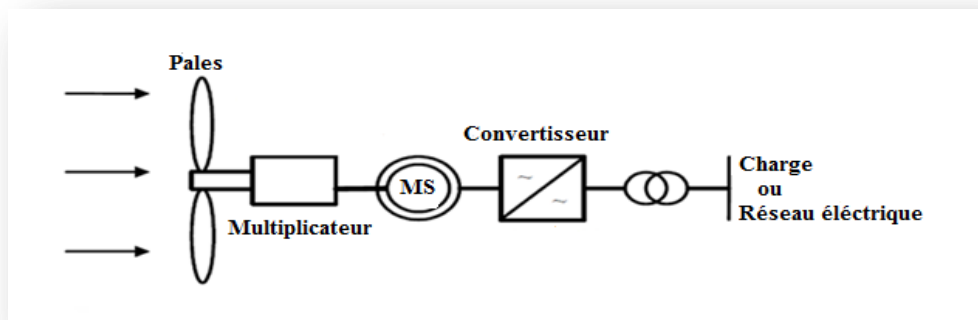 Pales
Convertisseur
Multiplicateur
MS
~
~
Charge
ou
Réseau éléctrique